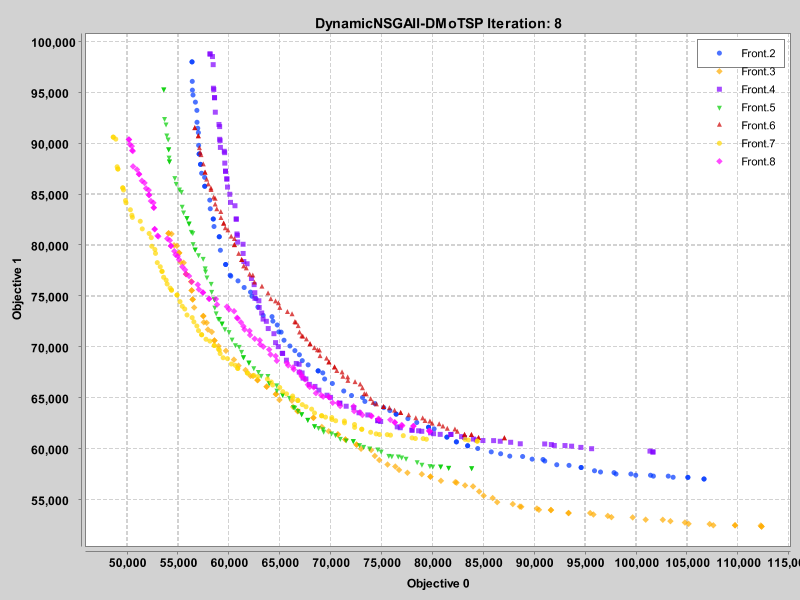 DynamicNSGAII-DMoTSP Iteration: 8
100,000
95,000
90,000
85,000
80,000
75,000
70,000
65,000
60,000
55,000
Objective 1
Front.2
Front.3
Front.4
Front.5
Front.6
Front.7
Front.8
50,000 55,000 60,000 65,000 70,000 75,000 80,000 85,000 90,000 95,000 100,000 105,000 110,000 115,0
Objective 0